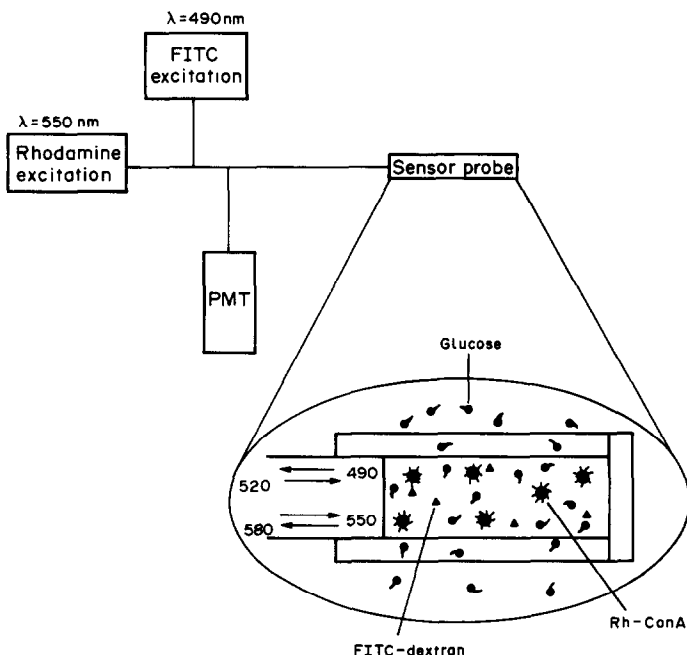 λ=490nm
FITC
excitation
λ=550 nm
Rhodamine
excitation
Sensor probe
PMT
Glucose
490
520
550
580
Rh-ConA
FITC-dextran